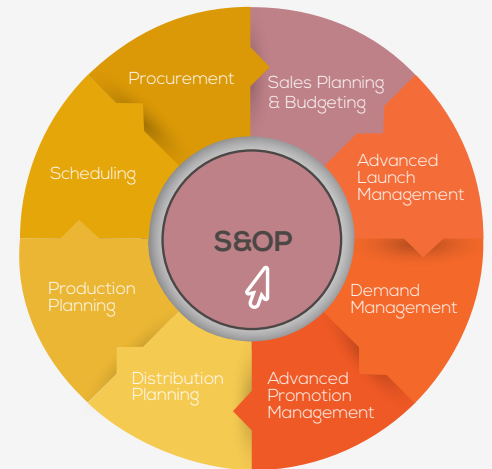 Procurement
Sales Planning
& Budgeting
Scheduling
Advanced
Launch
Management
S&OP
Production
Planning
Demand
Management
Distribution
Planning
Advanced
Promotion
Management